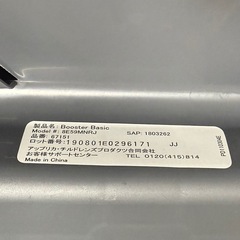 製品名: Booster Basic
Model #: 8E59MNRJ SAP: 1803262
品番: 67151
ロット番号: 190801E0296171 JJ
アップリカ・チルドレンズプロダクツ合同会社
お客様サポートセンター TEL 0120(415)814
Made in China